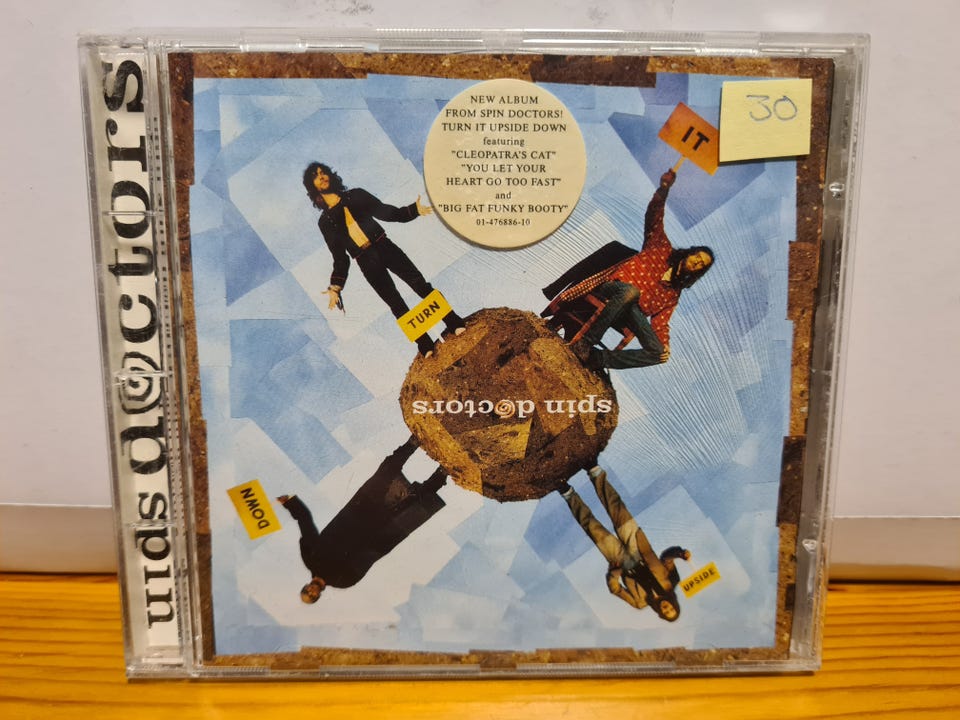 spin doctors
NEW ALBUM
FROM SPIN DOCTORS!
TURN IT UPSIDE DOWN
featuring
"CLEOPATRA'S CAT"
"YOU LET YOUR
HEART GO TOO FAST"
and
"BIG FAT FUNKY BOOTY"
01-476886-10
30
IT
TURN
spin doctors
DOWN
UPSIDE